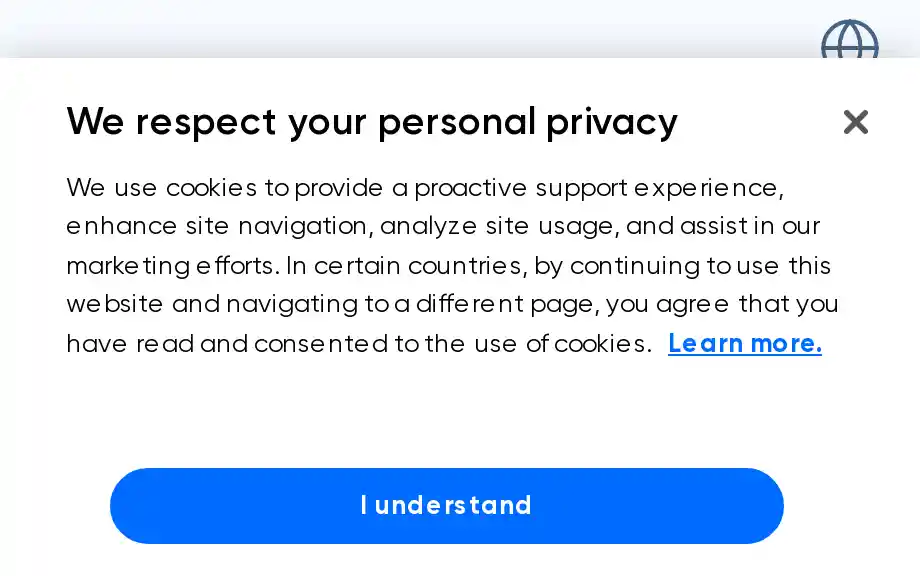 We respect your personal privacy
We use cookies to provide a proactive support experience,
enhance site navigation, analyze site usage, and assist in our
marketing efforts. In certain countries, by continuing to use this
website and navigating to a different page, you agree that you
have read and consented to the use of cookies. Learn more.
I understand